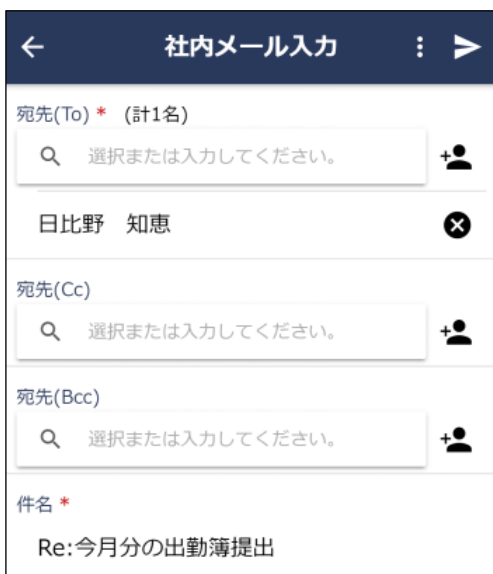 社内メール入力
宛先(To) * (計1名)
選択または入力してください。
日比野　知恵
宛先(Cc)
選択または入力してください。
宛先(Bcc)
選択または入力してください。
件名 *
Re:今月分の出勤簿提出